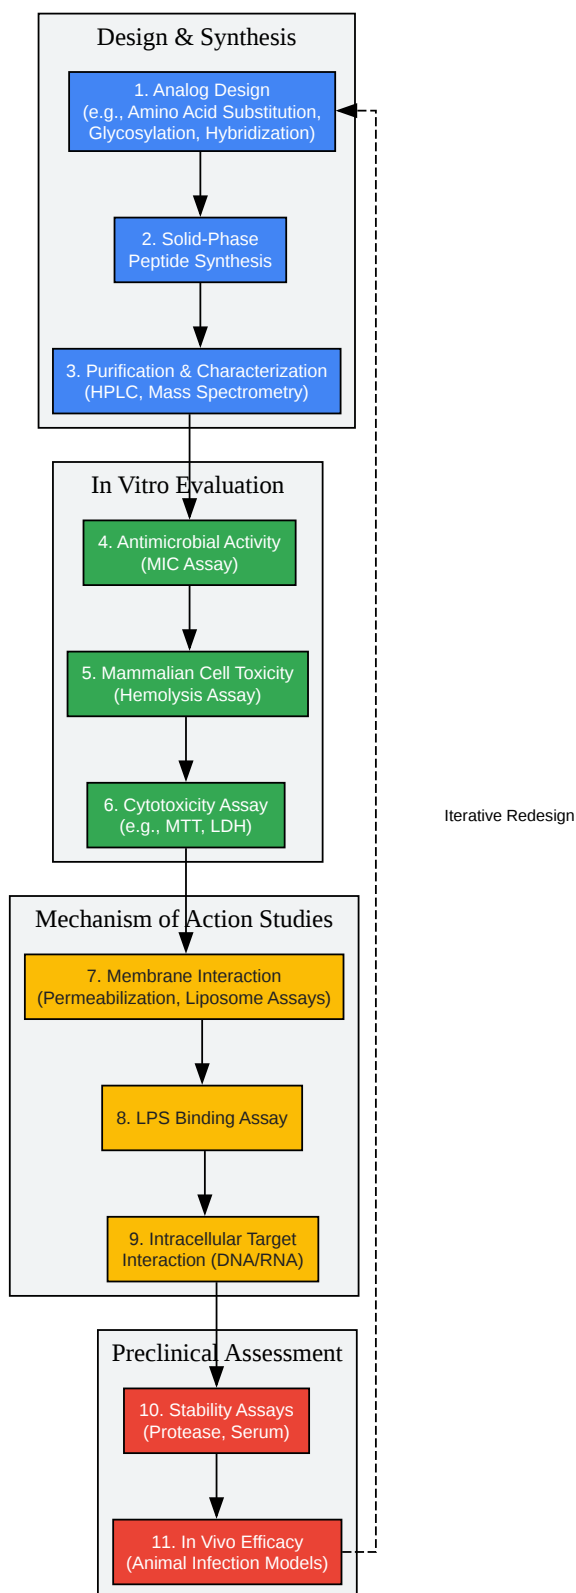 Design & Synthesis
1. Analog Design
(e.g., Amino Acid Substitution,
Glycosylation, Hybridization)
2. Solid-Phase
Peptide Synthesis
3. Purification & Characterization
(HPLC, Mass Spectrometry)
In Vitro Evaluation
4. Antimicrobial Activity
(MIC Assay)
5. Mammalian Cell Toxicity
(Hemolysis Assay)
6. Cytotoxicity Assay
(e.g., MTT, LDH)
Iterative Redesign
Mechanism of Action Studies
7. Membrane Interaction
(Permeabilization, Liposome Assays)
8. LPS Binding Assay
9. Intracellular Target
Interaction (DNA/RNA)
Preclinical Assessment
10. Stability Assays
(Protease, Serum)
11. In Vivo Efficacy
(Animal Infection Models)